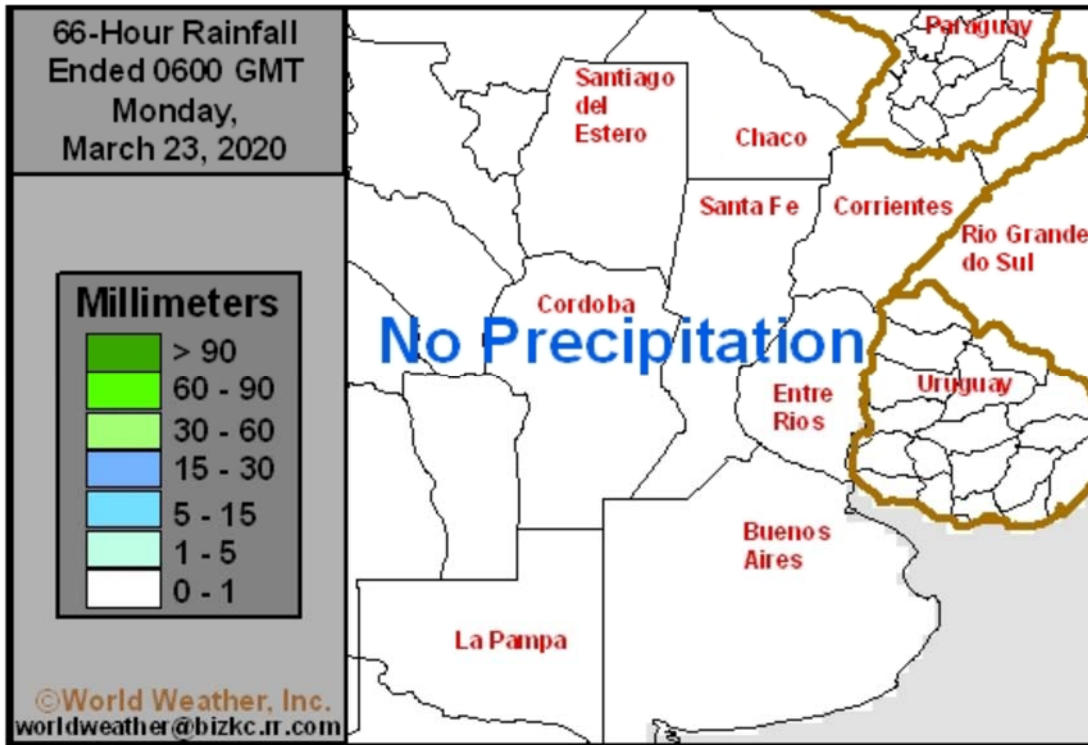 66-Hour Rainfall
Ended 0600 GMT
Monday,
March 23, 2020
Millimeters
> 90
60 - 90
30 - 60
15 - 30
5 - 15
1 - 5
0 - 1
©World Weather, Inc.
worldweather@bizkc.rr.com
Paraguay
Santiago
del
Estero
Chaco
Santa Fe
Corrientes
Rio Grande
do Sul
Cordoba
No Precipitation
Uruguay
Entre
Rios
Buenos
Aires
La Pampa